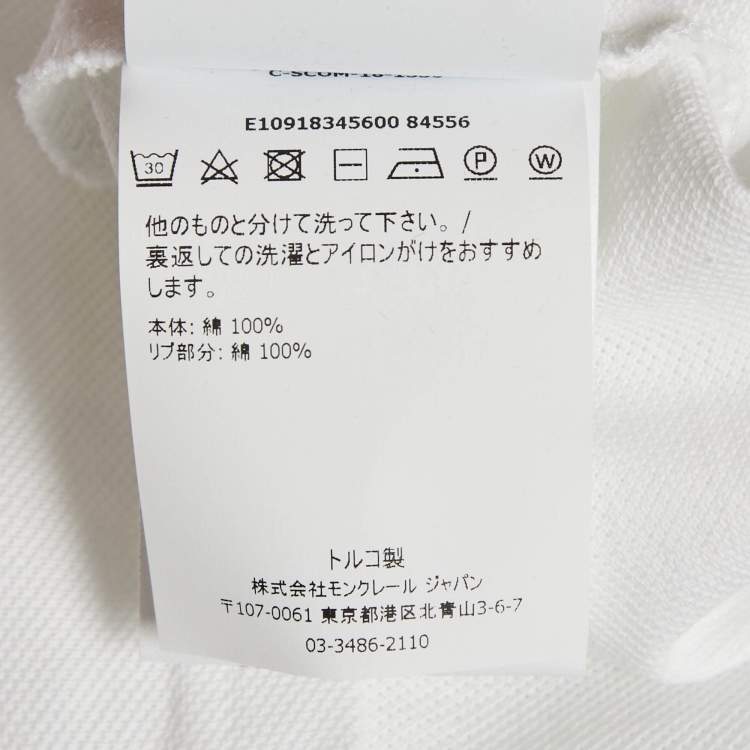 E10918345600 84556
30
P
W
他のものと分けて洗って下さい。/
裏返しての洗濯とアイロンがけをおすすめ
します。
本体: 綿 100%
リブ部分: 綿 100%
トルコ製
株式会社モンクレール ジャパン
〒107-0061 東京都港区北青山3-6-7
03-3486-2110